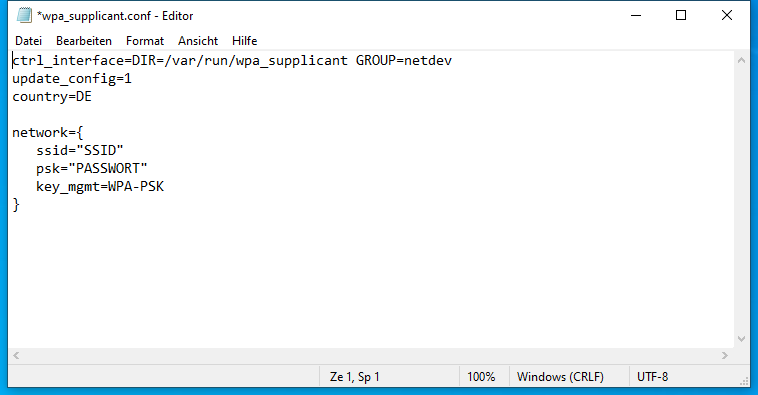 *wpa_supplicant.conf - Editor
Datei Bearbeiten Format Ansicht Hilfe
ctrl_interface=DIR=/var/run/wpa_supplicant GROUP=netdev
update_config=1
country=DE
network={
ssid="SSID"
psk="PASSWORT"
key_mgmt=WPA-PSK
}
Ze 1, Sp 1 100% Windows (CRLF) UTF-8